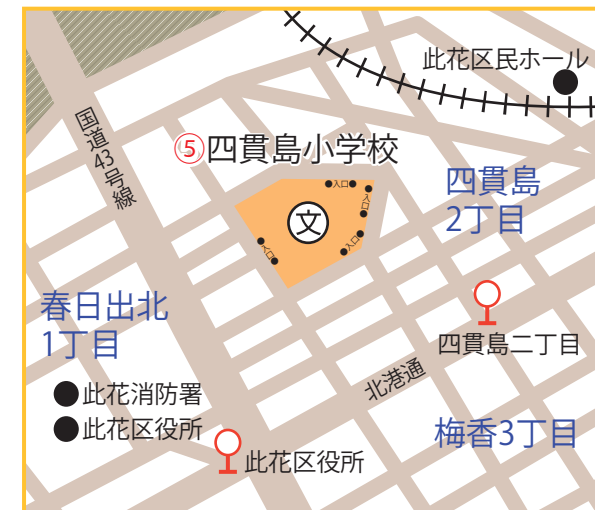 此花区民ホール
国道43号線
⑤四貫島小学校
入口
入口
文
入口
入口
四貫島
2丁目
春日出北
1丁目
四貫島二丁目
北港通
此花消防署
此花区役所
梅香3丁目
此花区役所